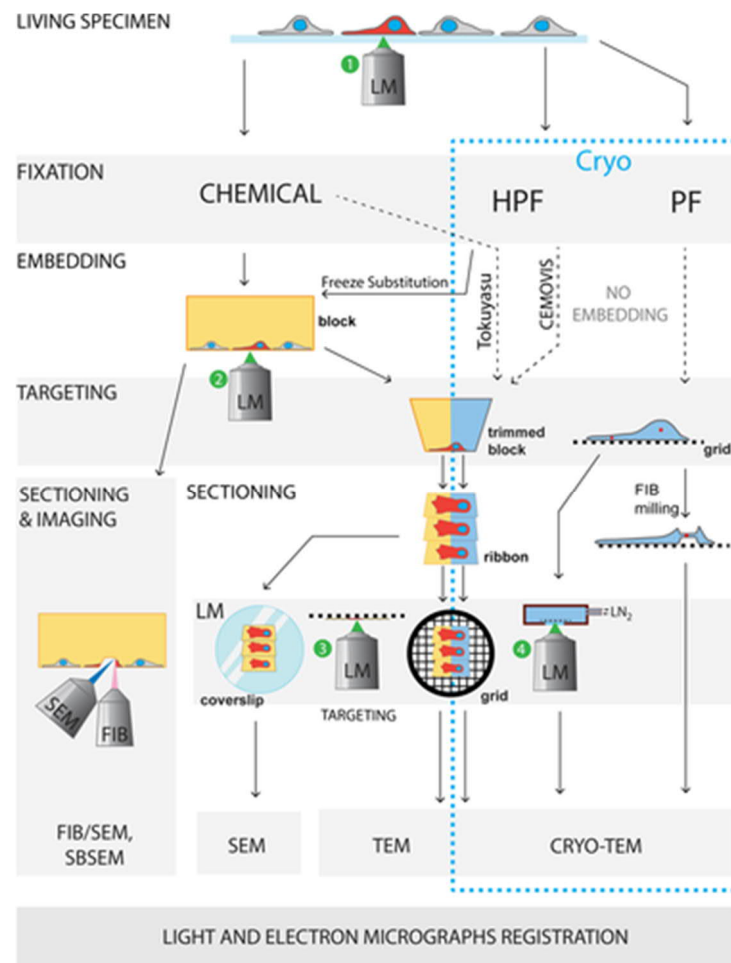 LIVING SPECIMEN
1
LM
FIXATION
Cryo
CHEMICAL
HPF
PF
EMBEDDING
Freeze Substitution
Tokuyasu
CEMOVIS
NO
EMBEDDING
block
2
LM
TARGETING
trimmed
block
grid
SECTIONING
& IMAGING
SECTIONING
FIB
milling
ribbon
LM
LN2
3
LM
4
LM
coverslip
TARGETING
grid
SEM
FIB
FIB/SEM,
SBSEM
SEM
TEM
CRYO-TEM
LIGHT AND ELECTRON MICROGRAPHS REGISTRATION